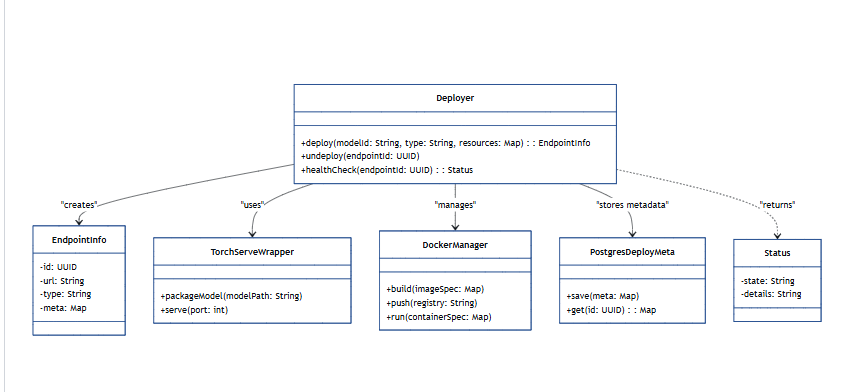 Deployer
+deploy(modelId: String, type: String, resources: Map) : : EndpointInfo
+undeploy(endpointId: UUID)
+healthCheck(endpointId: UUID) : : Status
"creates"
"uses"
"manages"
"stores metadata"
"returns"
EndpointInfo
-id: UUID
-url: String
-type: String
-meta: Map
TorchServeWrapper
+packageModel(modelPath: String)
+serve(port: int)
DockerManager
+build(imageSpec: Map)
+push(registry: String)
+run(containerSpec: Map)
PostgresDeployMeta
+save(meta: Map)
+get(id: UUID) : : Map
Status
-state: String
-details: String